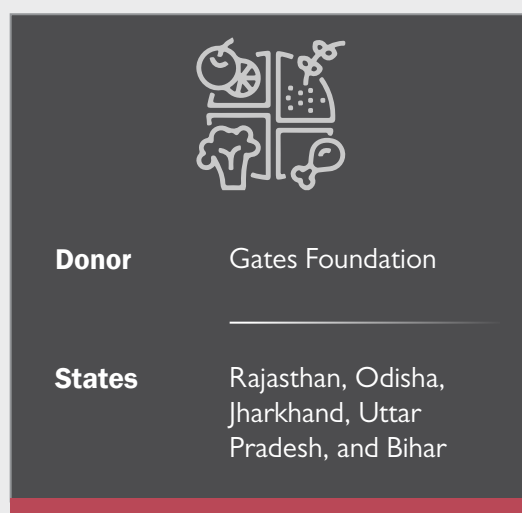 Donor Gates Foundation
States Rajasthan, Odisha,
Jharkhand, Uttar
Pradesh, and Bihar